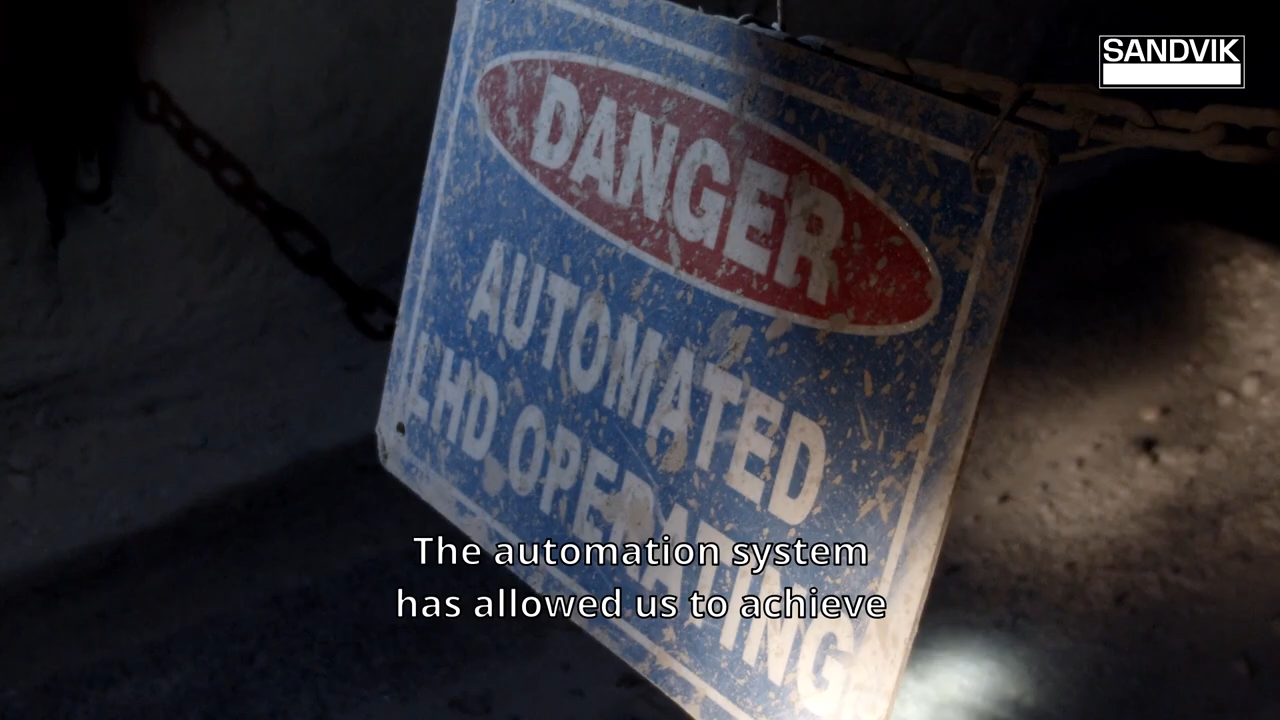 SANDVIK
DANGER
AUTOMATED
LHD OPERATING
The automation system
has allowed us to achieve